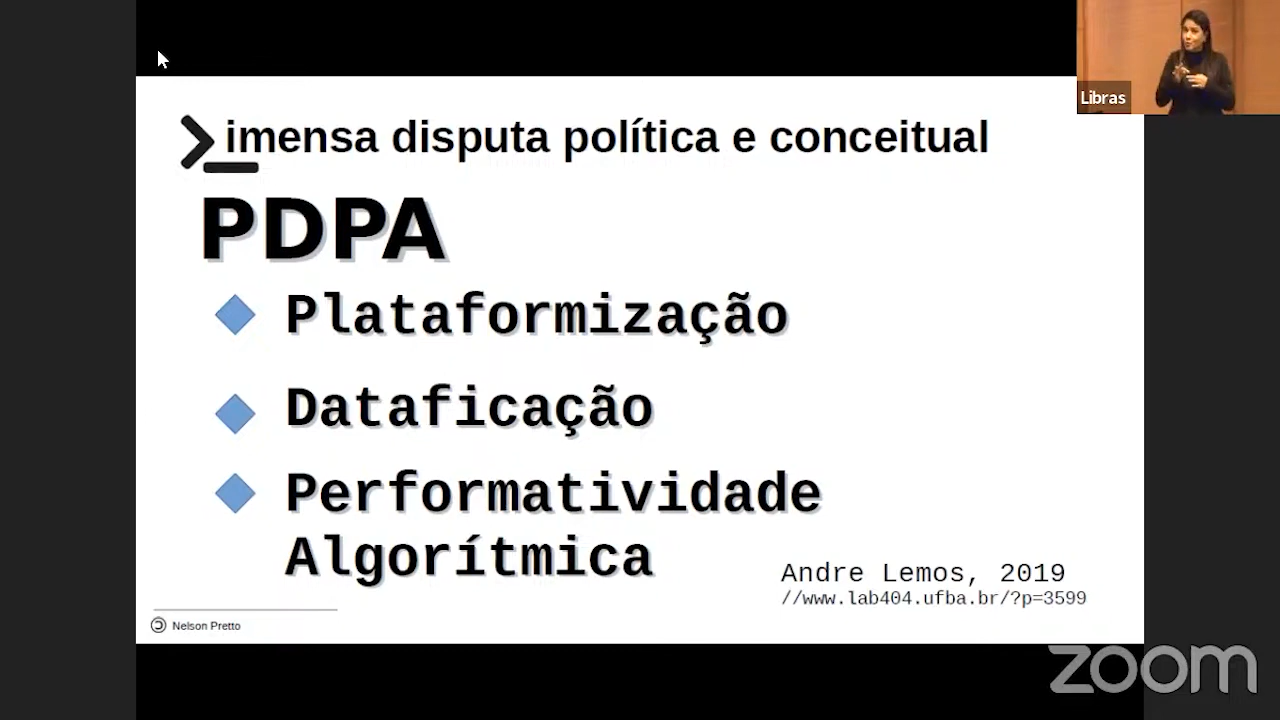 Libras
imensa disputa política e conceitual
PDPA
Plataformização
Dataficação
Performatividade
Algorítmica
Andre Lemos, 2019
//www.lab404.ufba.br/?p=3599
Nelson Pretto
zoom